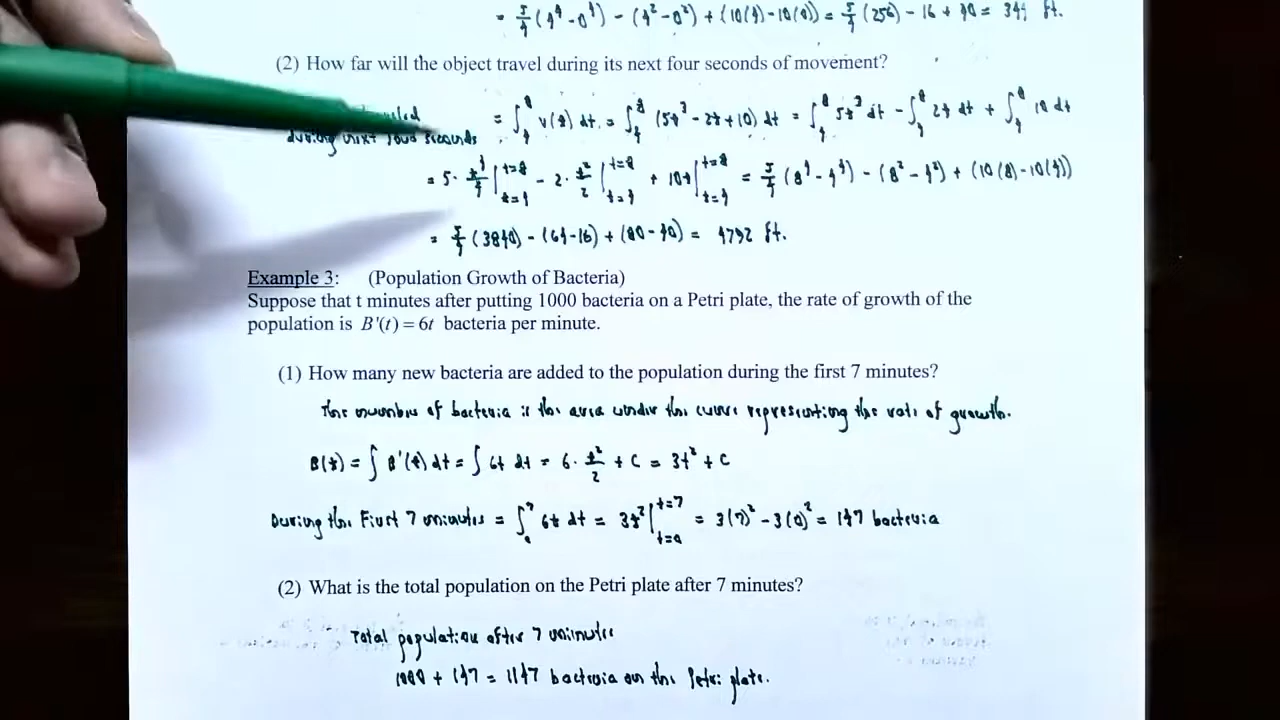 = 5/4 (4⁴-0⁴) - (4²-0²) + (10(4)-10(0)) = 5/4 (256) - 16 + 40 = 344 ft.
(2) How far will the object travel during its next four seconds of movement?
during next four seconds = ∫₄⁸ v(t) dt = ∫₄⁸ (5t³-2t+10) dt = ∫₄⁸ 5t³ dt - ∫₄⁸ 2t dt + ∫₄⁸ 10 dt
= 5· t⁴/4 |ₜ₌₄ᵗ⁼⁸ - 2· t²/2 |ₜ₌₄ᵗ⁼⁸ + 10t |ₜ₌₄ᵗ⁼⁸ = 5/4 (8⁴-4⁴) - (8²-4²) + (10(8)-10(4))
= 5/4 (3840) - (64-16) + (80-40) = 4792 ft.
Example 3: (Population Growth of Bacteria)
Suppose that t minutes after putting 1000 bacteria on a Petri plate, the rate of growth of the
population is B'(t) = 6t bacteria per minute.
(1) How many new bacteria are added to the population during the first 7 minutes?
The number of bacteria is the area under the curve representing the rate of growth.
B(t) = ∫ B'(t) dt = ∫ 6t dt = 6· t²/2 + C = 3t² + C
During the First 7 minutes = ∫₀⁷ 6t dt = 3t² |ₜ₌₀ᵗ⁼⁷ = 3(7)² - 3(0)² = 147 bacteria
(2) What is the total population on the Petri plate after 7 minutes?
Total population after 7 minutes
1000 + 147 = 1147 bacteria on the Petri plate.